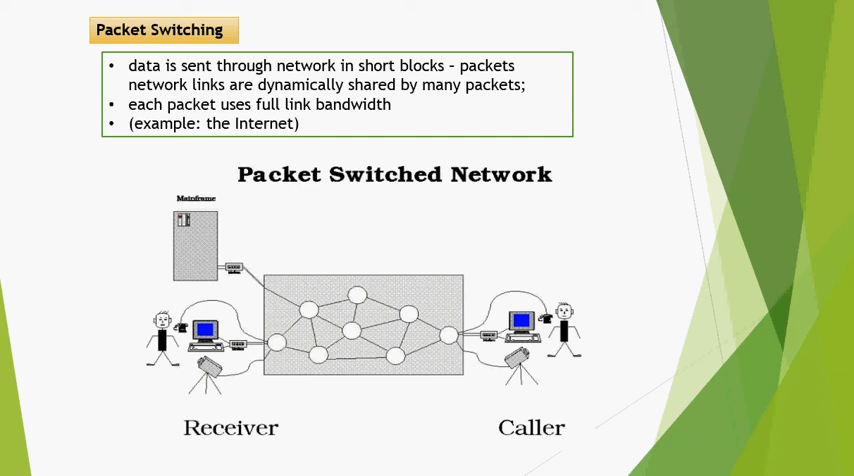 Packet Switching
• data is sent through network in short blocks – packets
network links are dynamically shared by many packets;
• each packet uses full link bandwidth
• (example: the Internet)
Packet Switched Network
Mainframe
Receiver
Caller